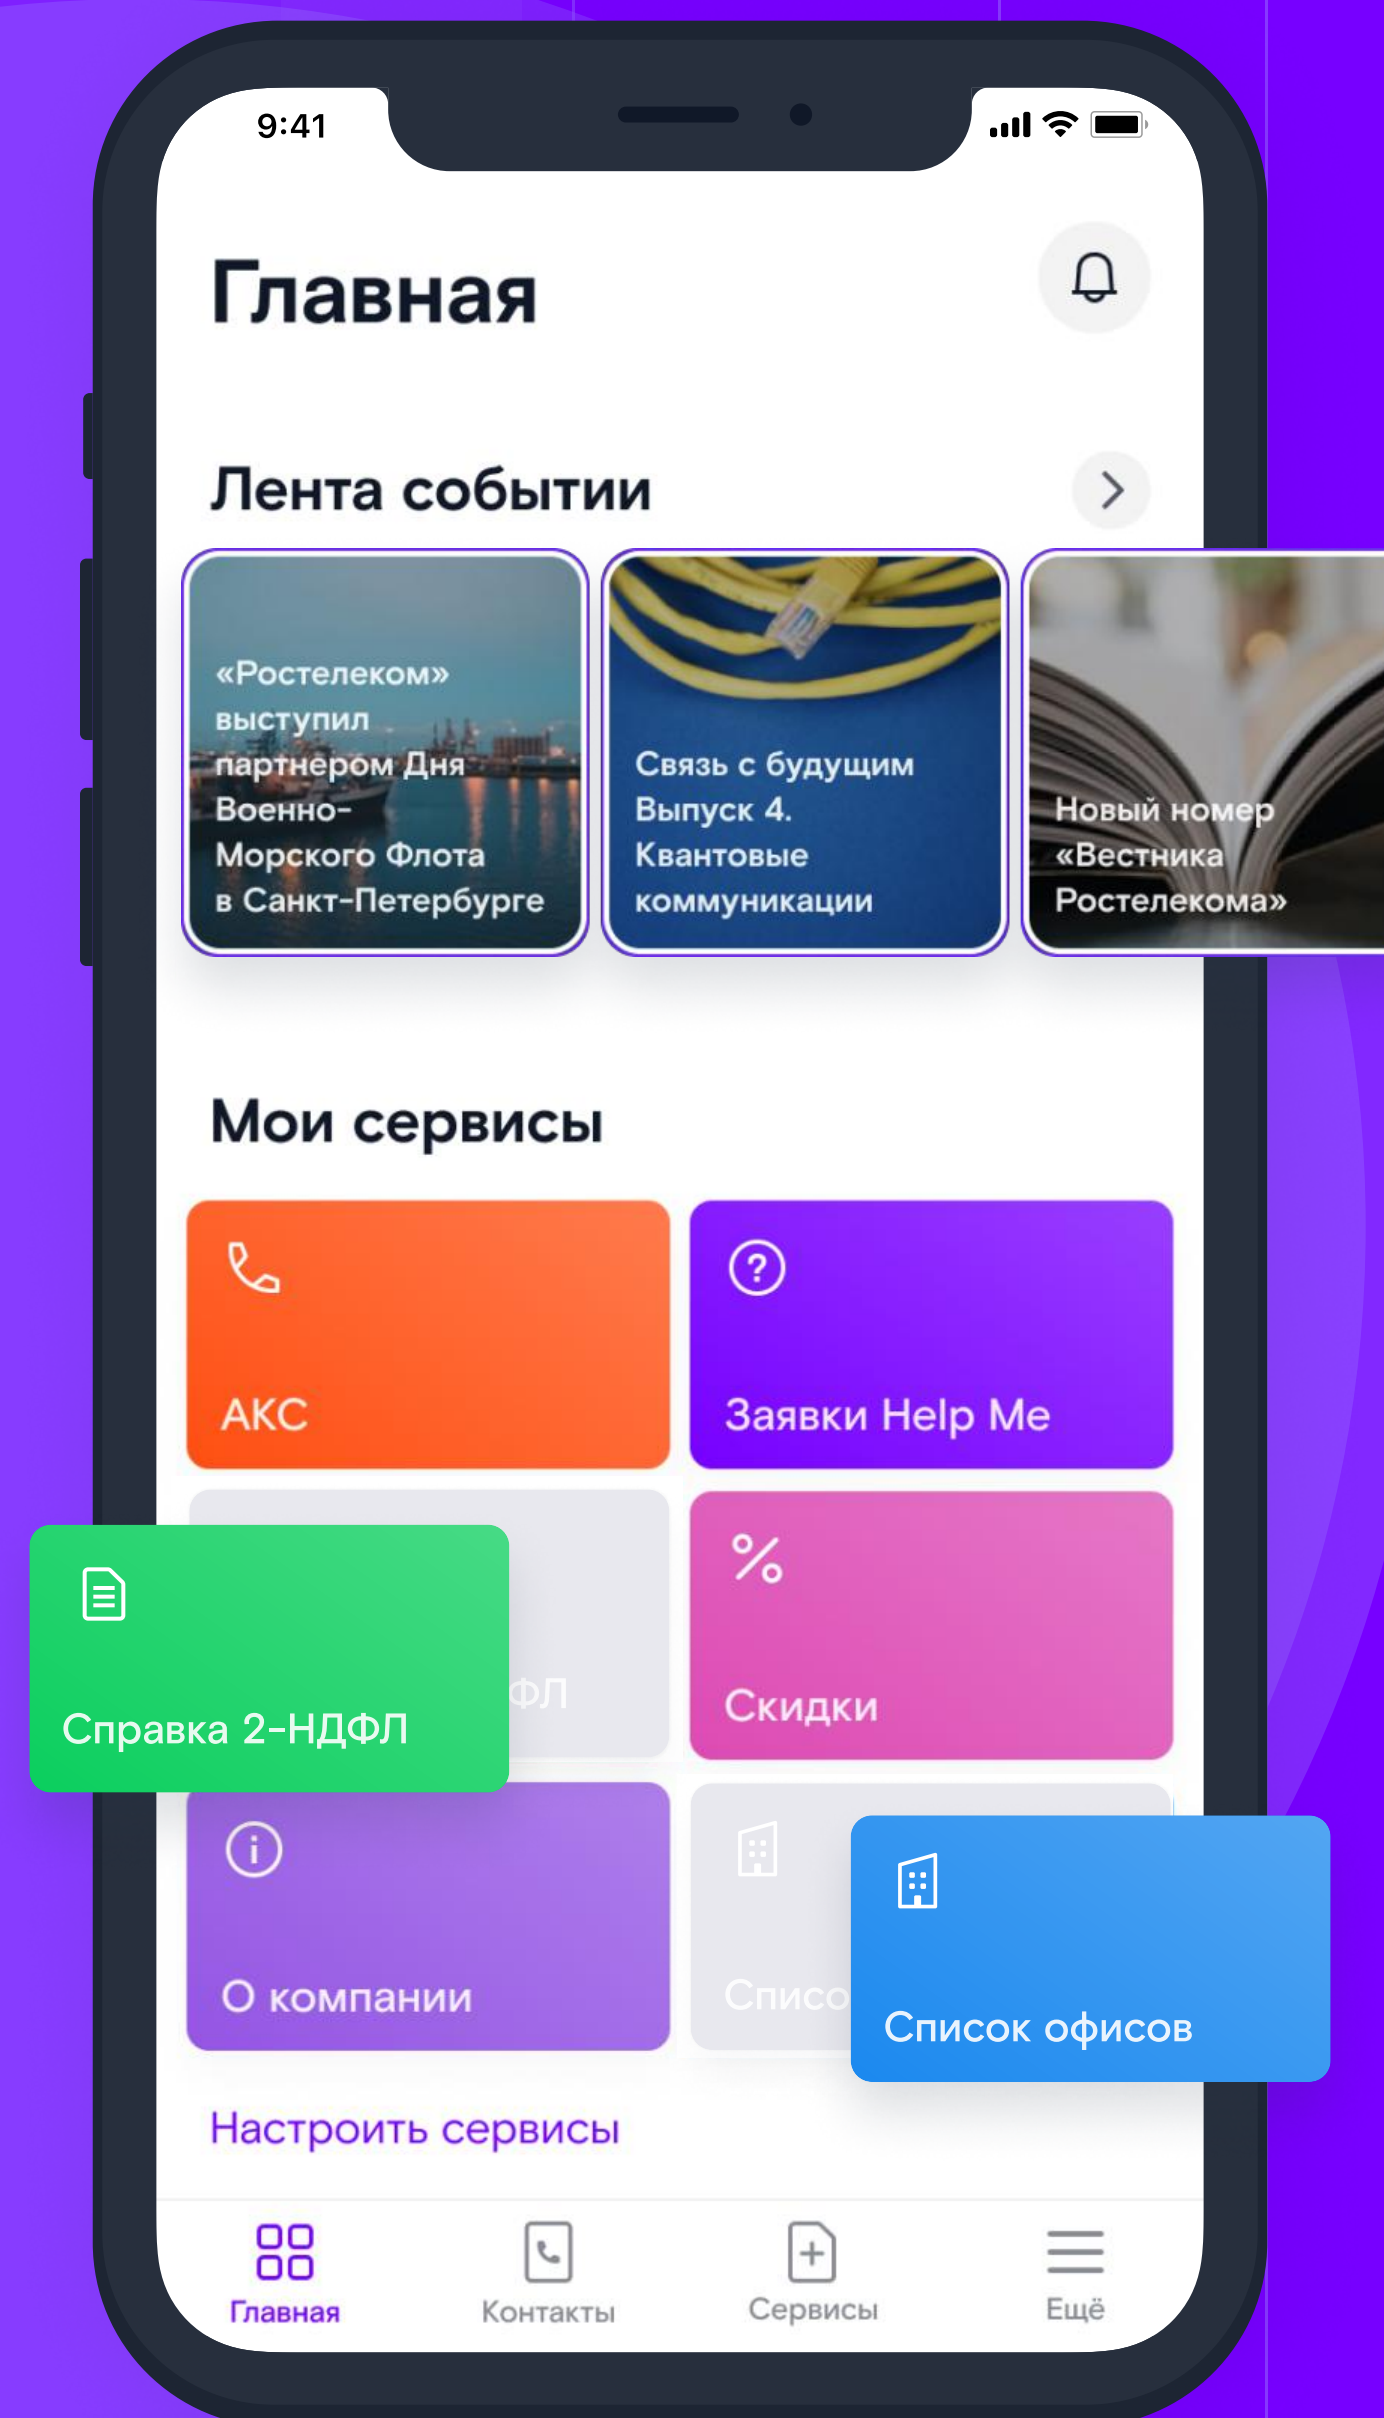 9:41
Главная
Лента событии
«Ростелеком»
выступил
партнером Дня
Военно-
Морского Флота
в Санкт-Петербурге
Связь с будущим
Выпуск 4.
Квантовые
коммуникации
Новый номер
«Вестника
Ростелекома»
Мои сервисы
АКС
Заявки Help Me
ФЛ
Справка 2-НДФЛ
Скидки
О компании
Списо
Список офисов
Настроить сервисы
Главная
Контакты
Сервисы
Ещё